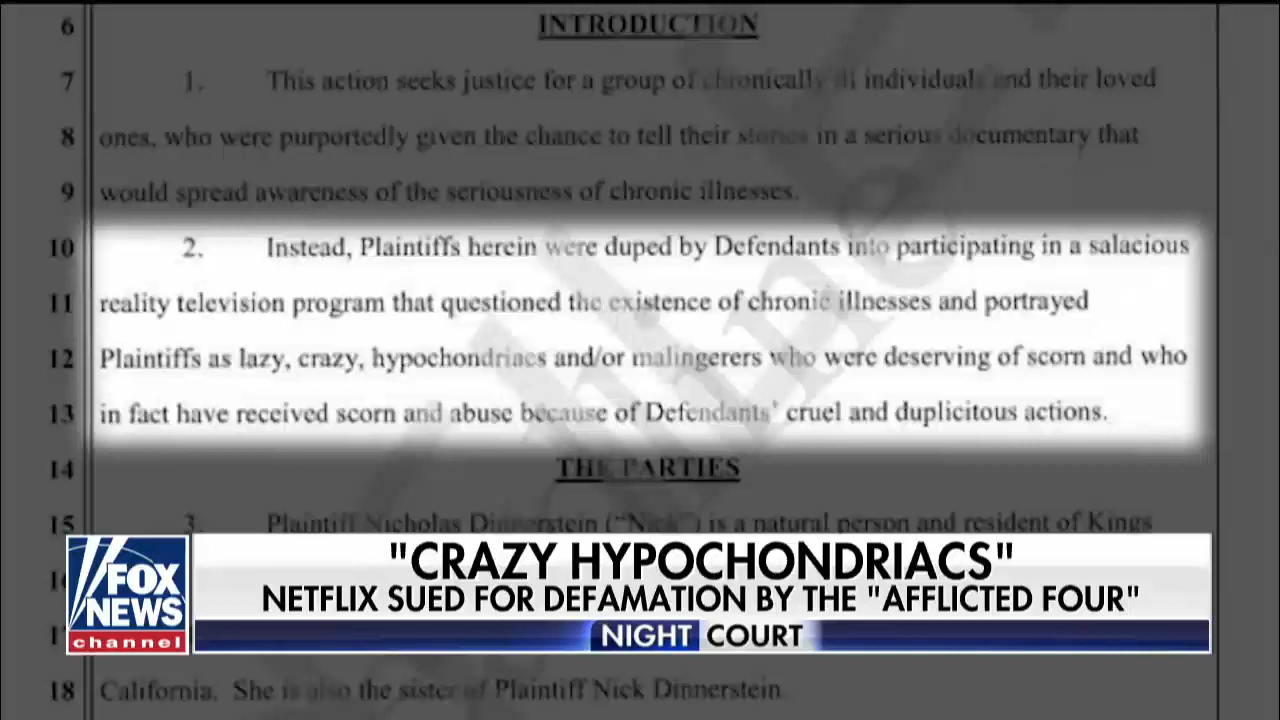 6 INTRODUCTION
7 1. This action seeks justice for a group of chronically ill individuals and their loved
8 ones, who were purportedly given the chance to tell their stories in a serious documentary that
9 would spread awareness of the seriousness of chronic illnesses.
10 2. Instead, Plaintiffs herein were duped by Defendants into participating in a salacious
11 reality television program that questioned the existence of chronic illnesses and portrayed
12 Plaintiffs as lazy, crazy, hypochondriacs and/or malingerers who were deserving of scorn and who
13 in fact have received scorn and abuse because of Defendants' cruel and duplicitous actions.
14 THE PARTIES
15 3. Plaintiff Nicholas Dinnerstein ("Nick") is a natural person and resident of Kings
FOX
NEWS
channel
"CRAZY HYPOCHONDRIACS"
NETFLIX SUED FOR DEFAMATION BY THE "AFFLICTED FOUR"
NIGHT COURT
18 California. She is also the sister of Plaintiff Nick Dinnerstein.